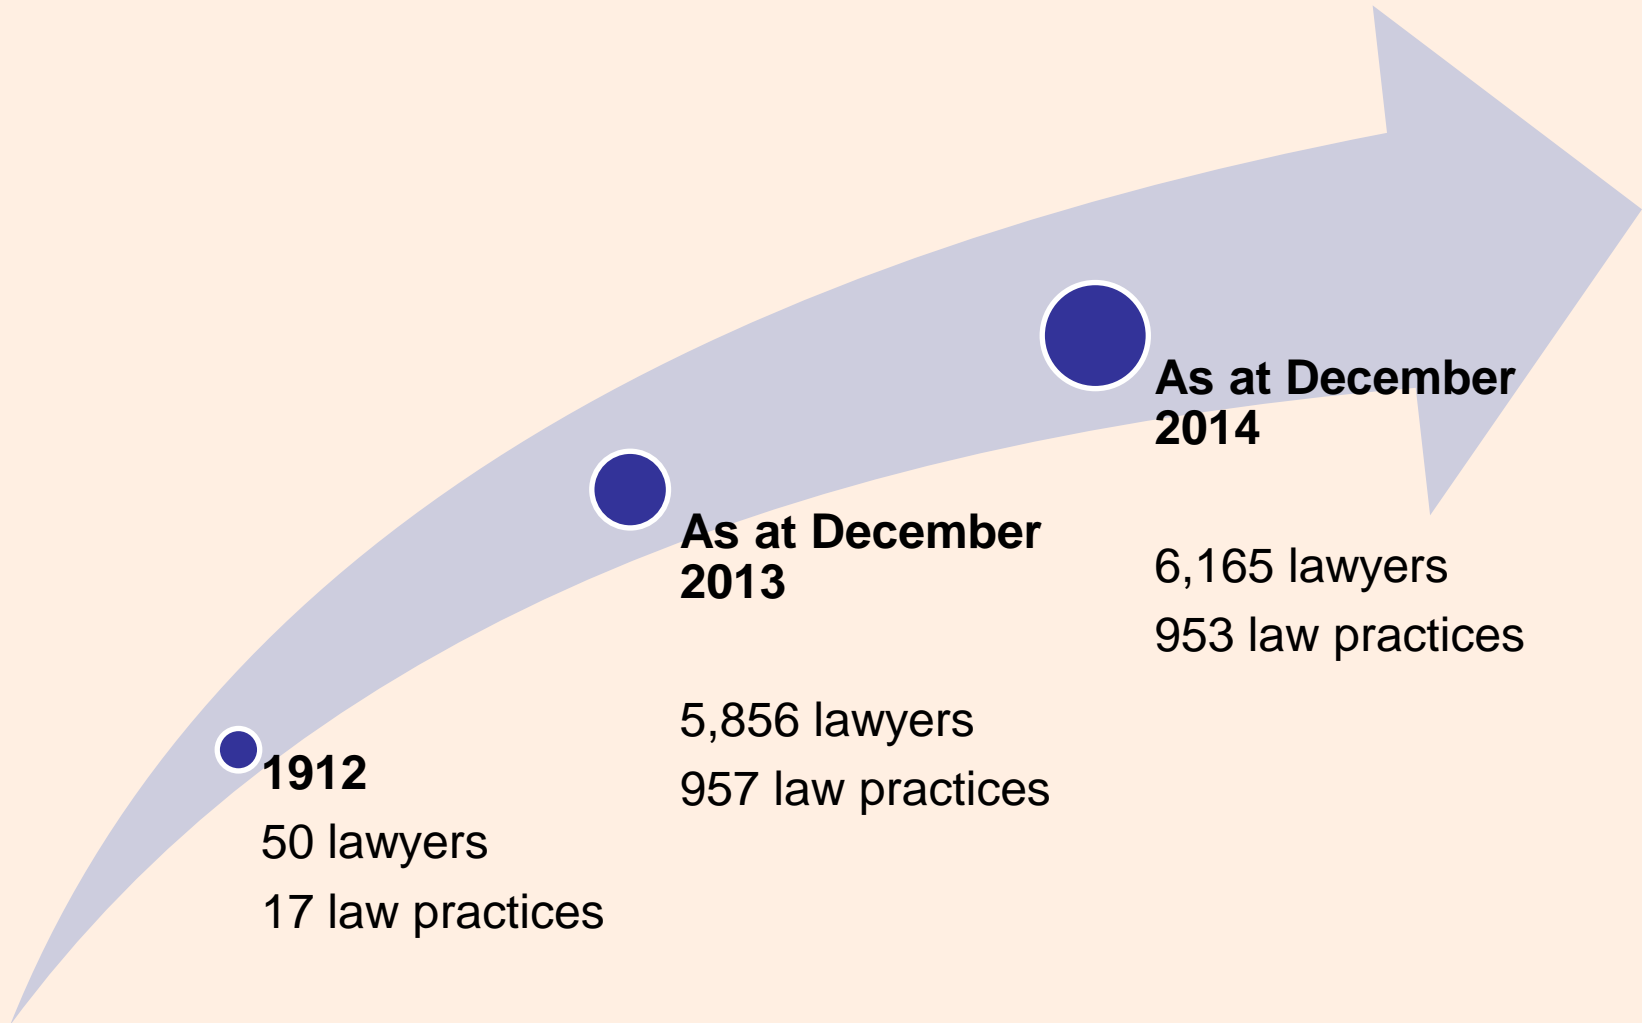 1912
50 lawyers
17 law practices
As at December
2013
5,856 lawyers
957 law practices
As at December
2014
6,165 lawyers
953 law practices